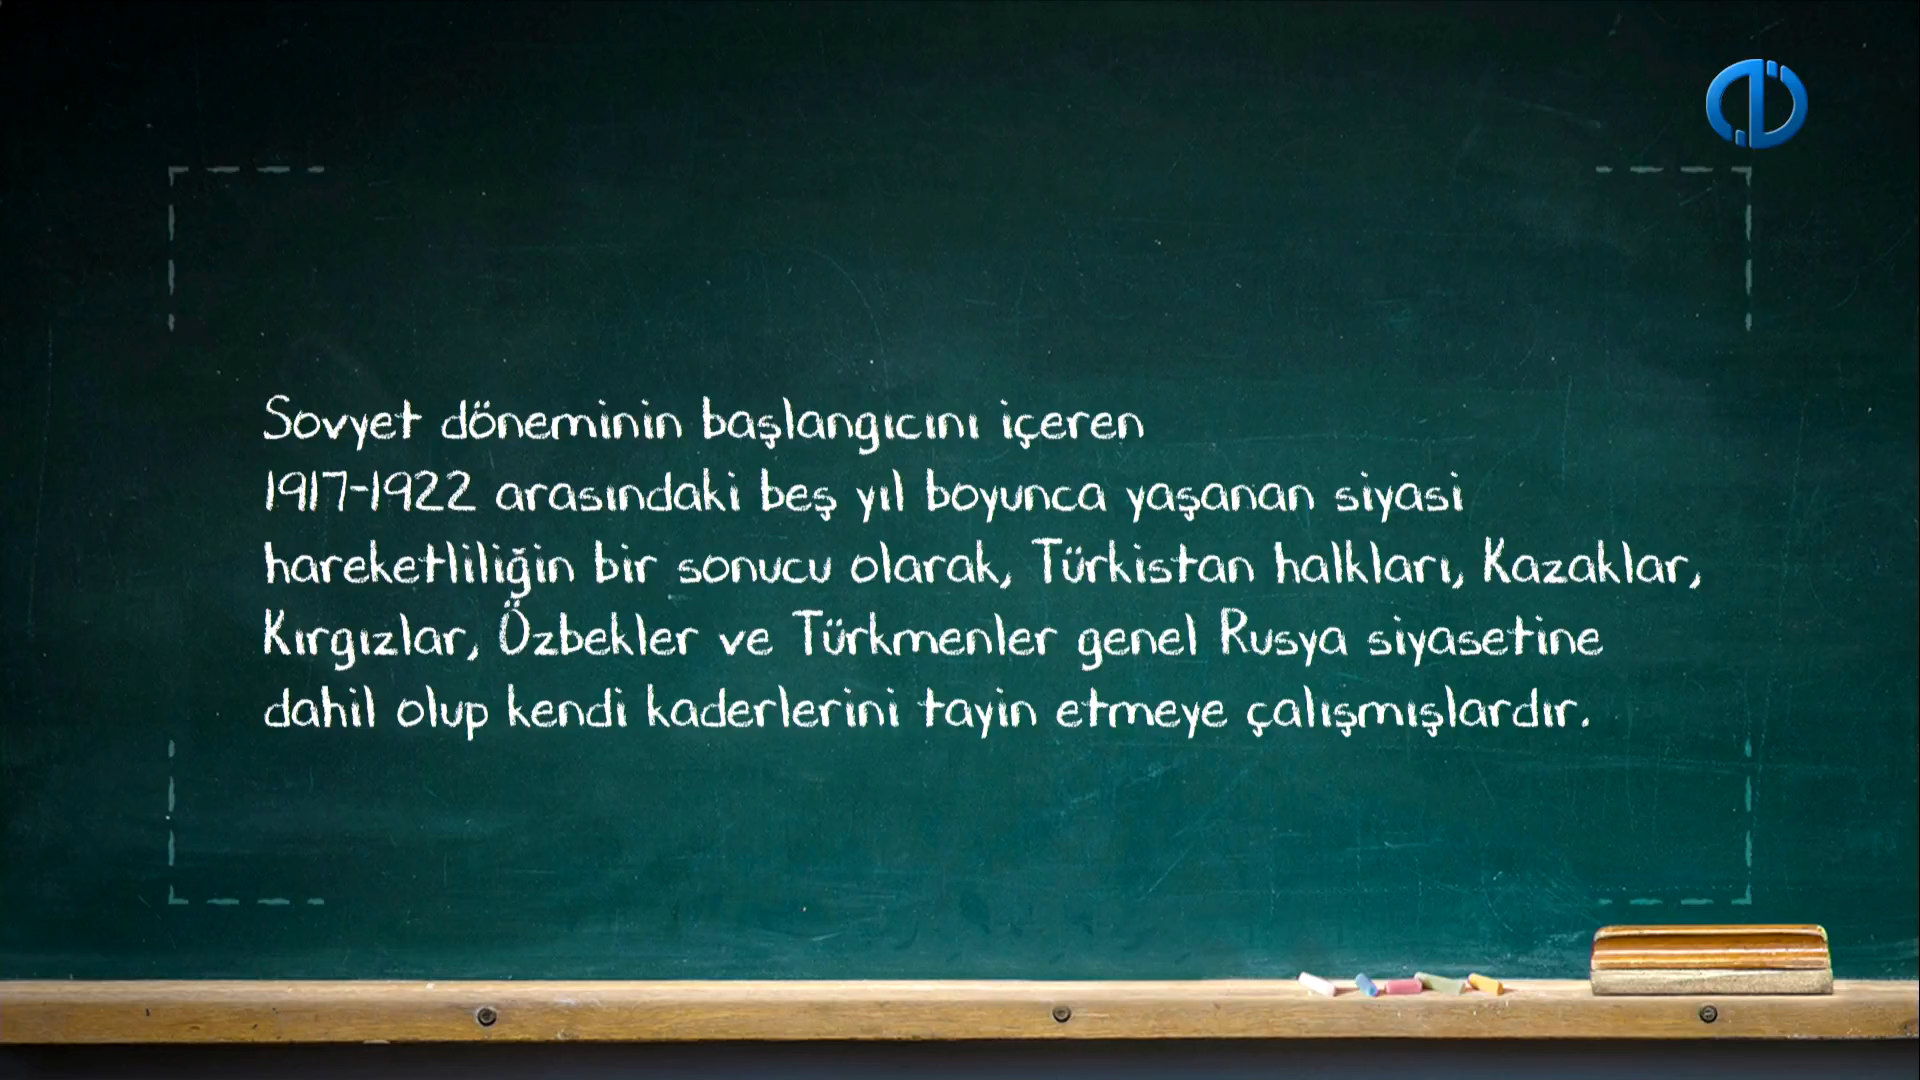 Sovyet döneminin başlangıcını içeren
1917-1922 arasındaki beş yıl boyunca yaşanan siyasi
hareketliliğin bir sonucu olarak, Türkistan halkları, Kazaklar,
Kırgızlar, Özbekler ve Türkmenler genel Rusya siyasetine
dahil olup kendi kaderlerini tayin etmeye çalışmışlardır.